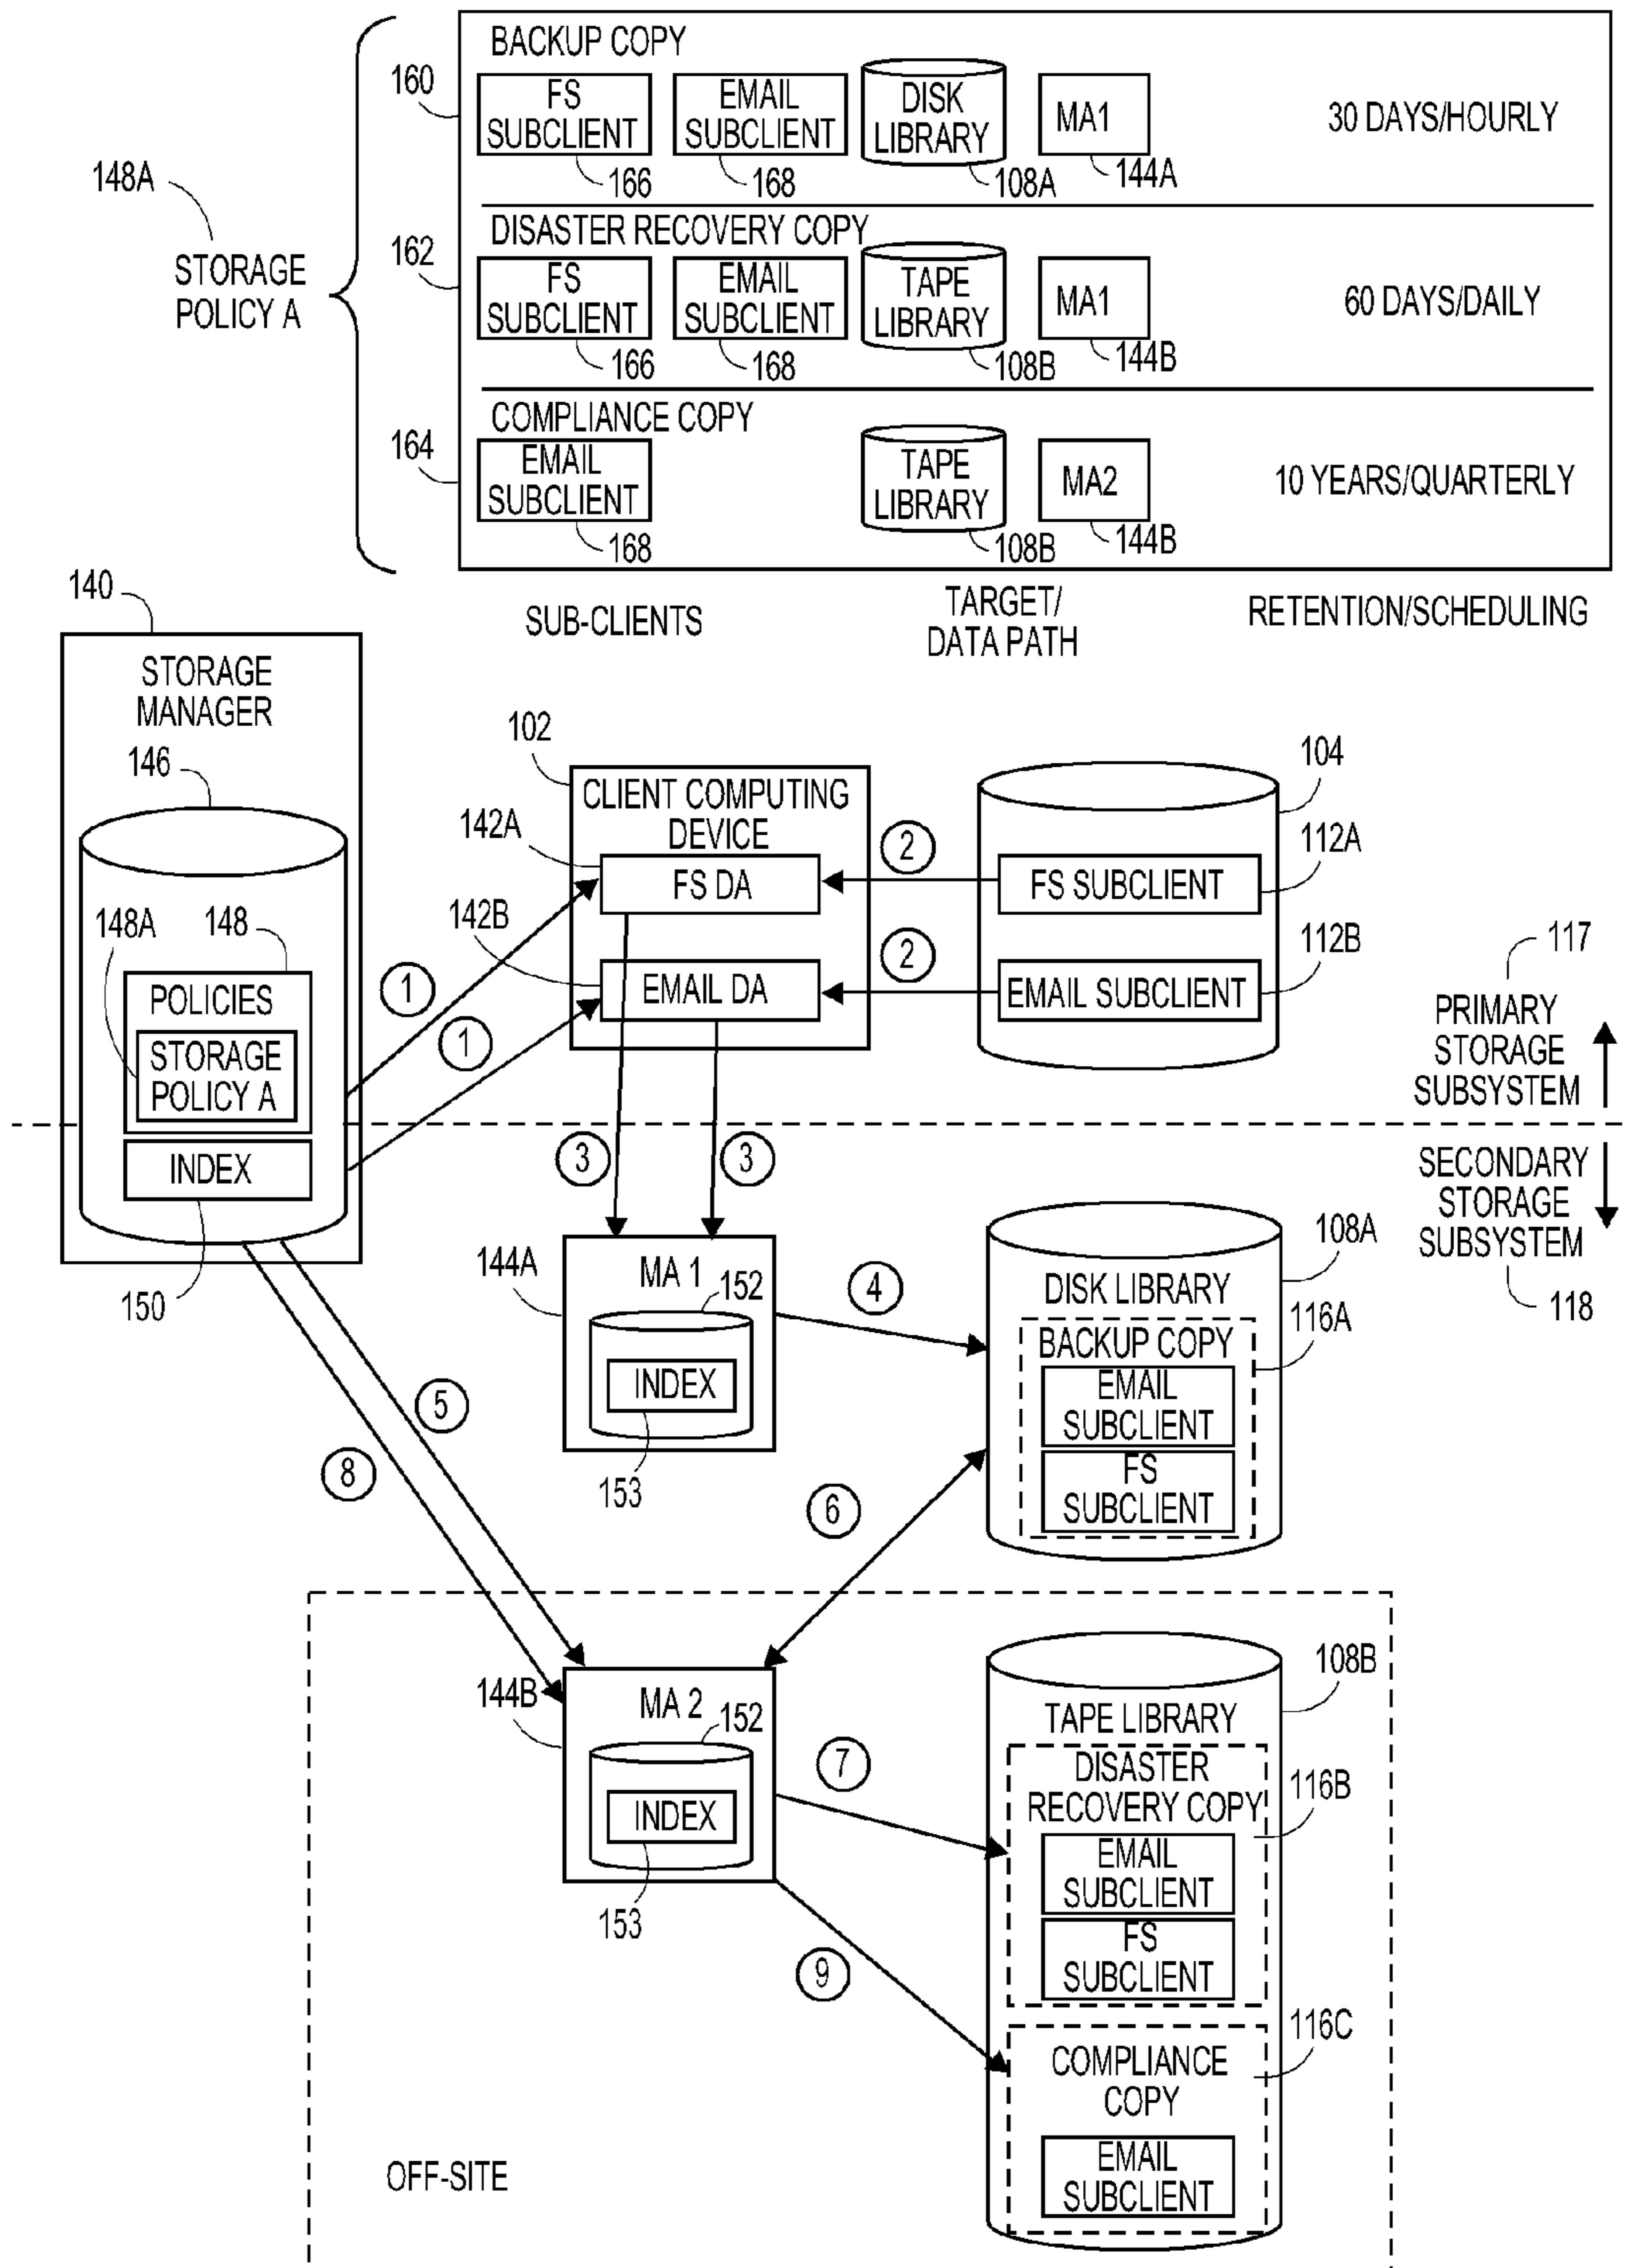 BACKUP COPY
160
FS
SUBCLIENT
166
EMAIL
SUBCLIENT
168
DISK
LIBRARY
108A
MA1
144A
30 DAYS/HOURLY
148A
STORAGE
POLICY A
DISASTER RECOVERY COPY
162
FS
SUBCLIENT
166
EMAIL
SUBCLIENT
168
TAPE
LIBRARY
108B
MA1
144B
60 DAYS/DAILY
COMPLIANCE COPY
164
EMAIL
SUBCLIENT
168
TAPE
LIBRARY
108B
MA2
144B
10 YEARS/QUARTERLY
SUB-CLIENTS
TARGET/
DATA PATH
RETENTION/SCHEDULING
140
STORAGE
MANAGER
146
148A
148
POLICIES
STORAGE
POLICY A
INDEX
150
1
1
102
CLIENT COMPUTING
DEVICE
142A
FS DA
142B
EMAIL DA
2
2
104
FS SUBCLIENT
112A
EMAIL SUBCLIENT
112B
117
PRIMARY
STORAGE
SUBSYSTEM
SECONDARY
STORAGE
SUBSYSTEM
118
3
3
144A
MA 1
152
INDEX
153
4
108A
DISK LIBRARY
116A
BACKUP COPY
EMAIL
SUBCLIENT
FS
SUBCLIENT
5
8
6
144B
MA 2
152
INDEX
153
7
9
108B
TAPE LIBRARY
DISASTER
RECOVERY COPY
116B
EMAIL
SUBCLIENT
FS
SUBCLIENT
116C
COMPLIANCE
COPY
EMAIL
SUBCLIENT
OFF-SITE